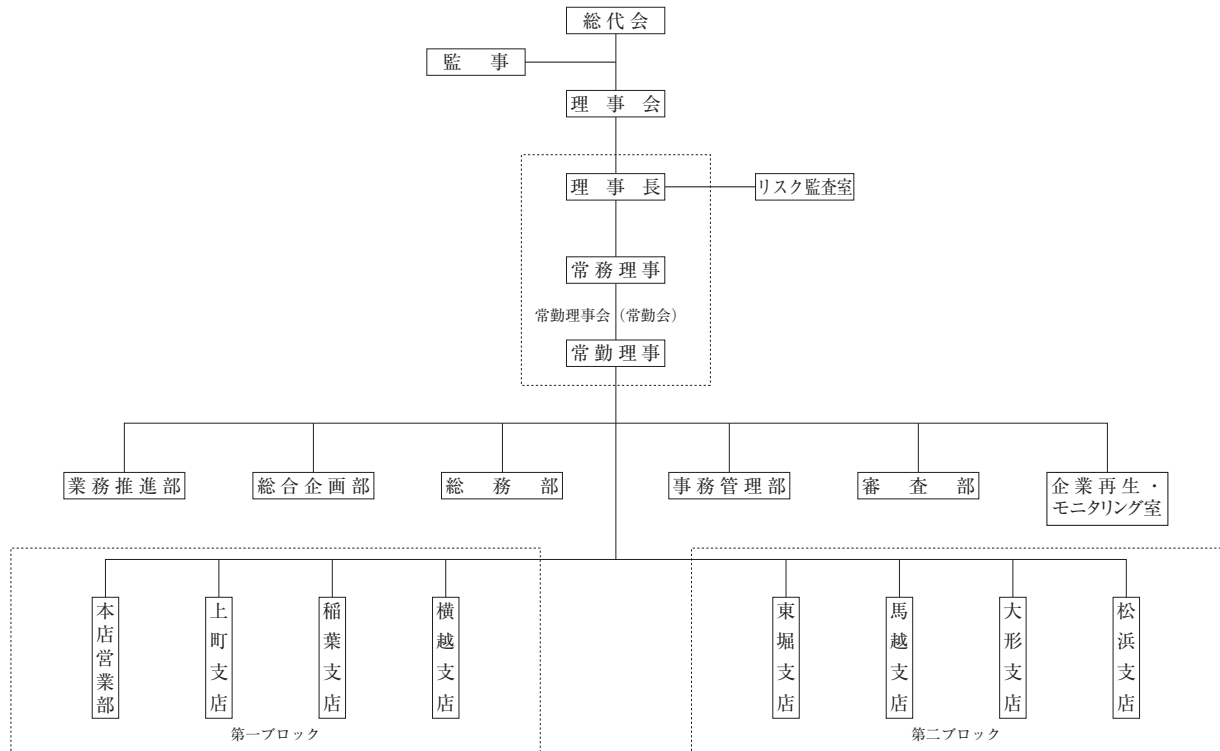 総代会
監事
理事会
理事長
リスク監査室
常務理事
常勤理事会（常勤会）
常勤理事
業務推進部
総合企画部
総務部
事務管理部
審査部
企業再生・
モニタリング室
本店営業部
上町支店
稲葉支店
横越支店
東堀支店
馬越支店
大形支店
松浜支店
第一ブロック
第二ブロック